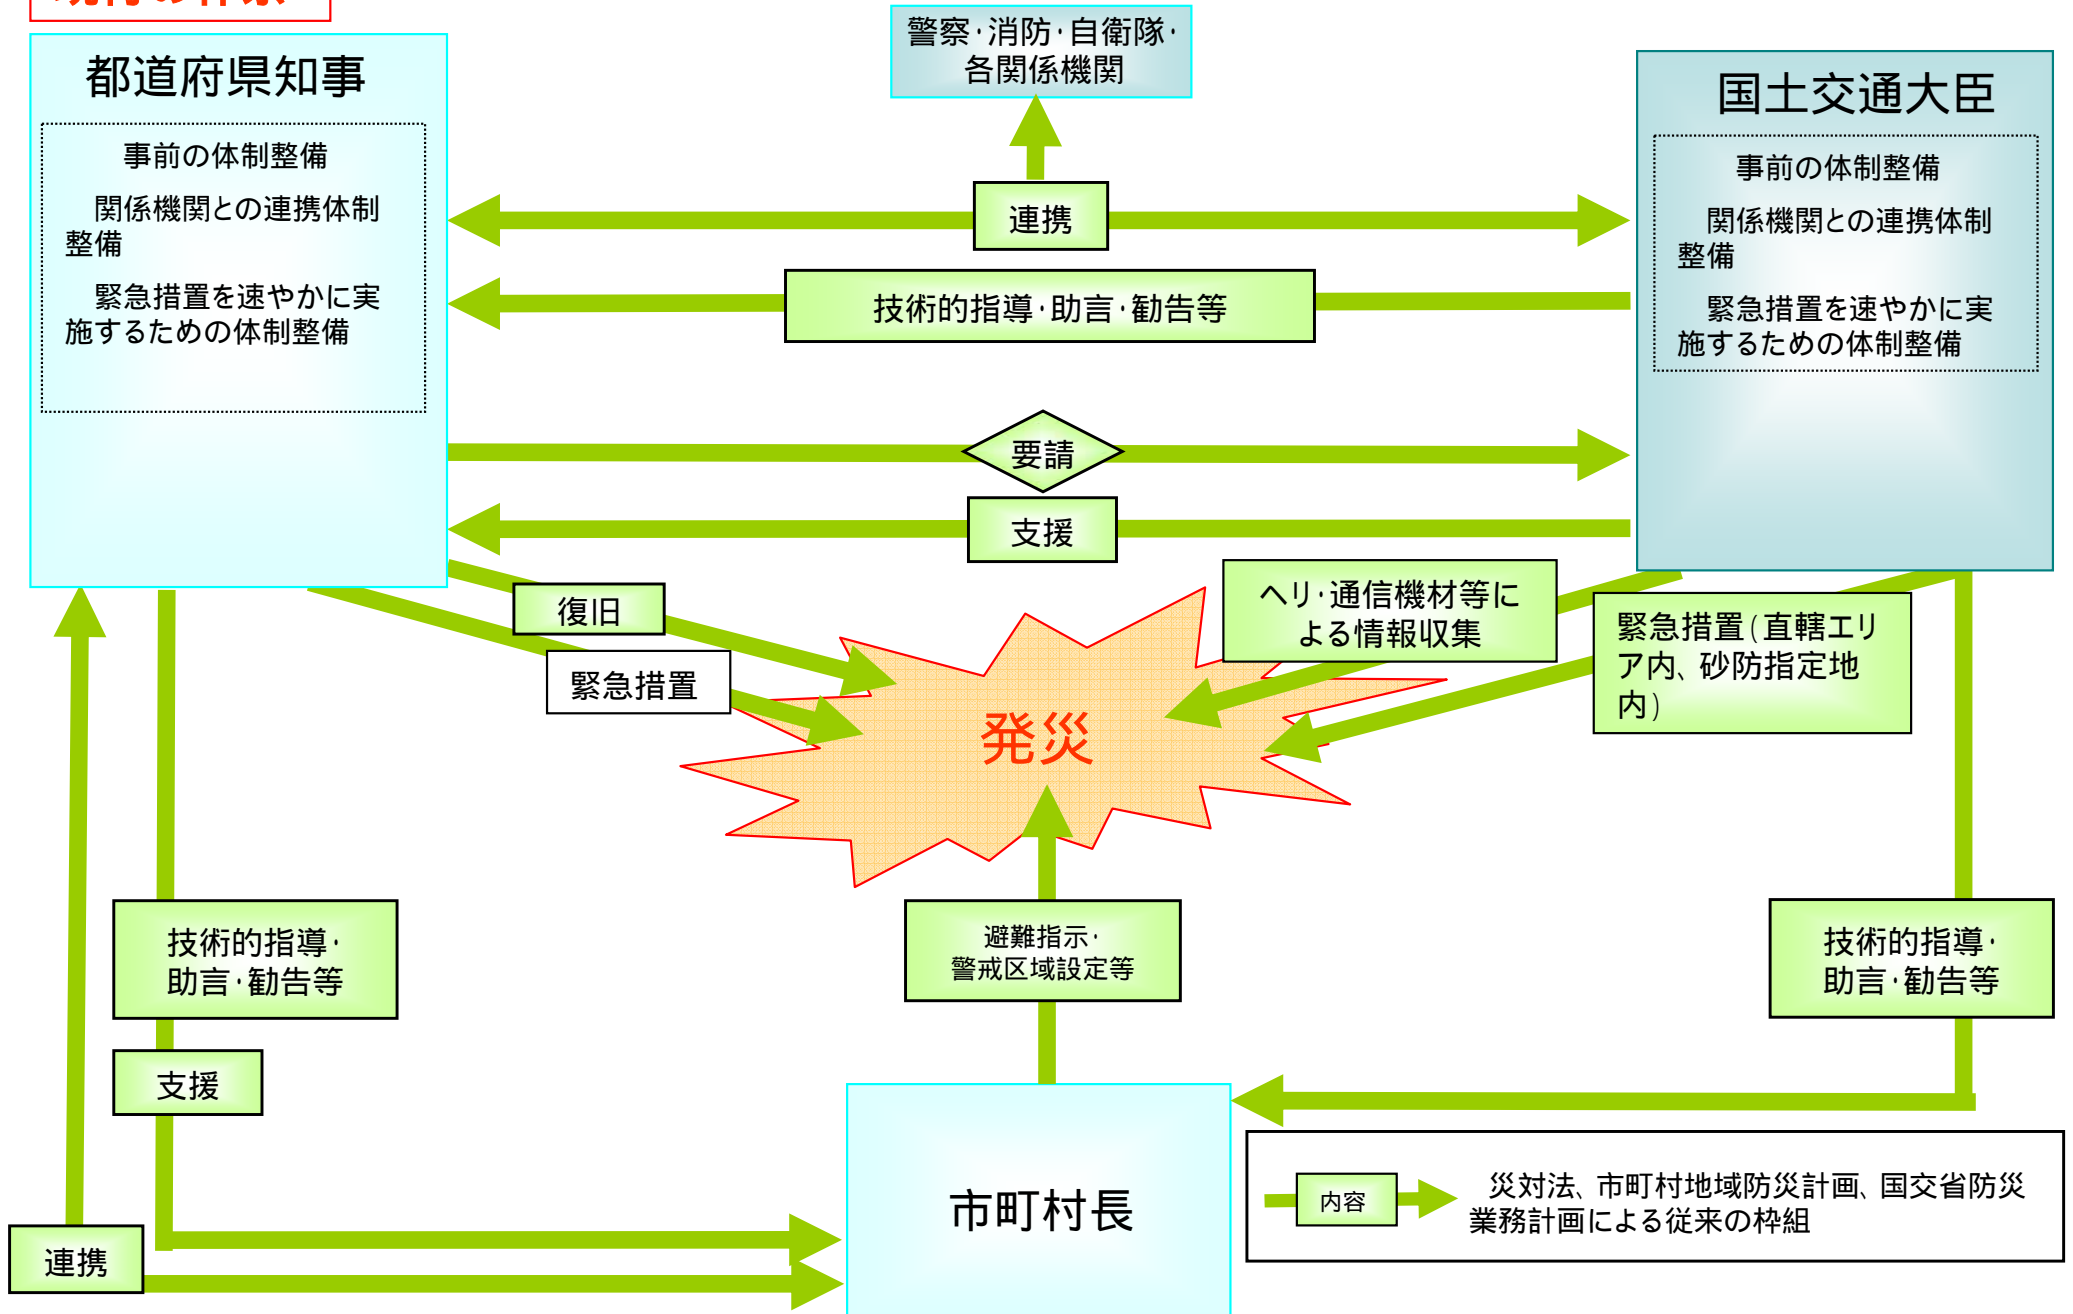 警察・消防・自衛隊・
各関係機関
都道府県知事
事前の体制整備
関係機関との連携体制
整備
緊急措置を速やかに実
施するための体制整備
国土交通大臣
事前の体制整備
関係機関との連携体制
整備
緊急措置を速やかに実
施するための体制整備
連携
技術的指導・助言・勧告等
要請
支援
復旧
緊急措置
ヘリ・通信機材等に
よる情報収集
緊急措置(直轄エリ
ア内、砂防指定地
内)
発災
技術的指導・
助言・勧告等
支援
避難指示・
警戒区域設定等
技術的指導・
助言・勧告等
連携
市町村長
内容
災対法、市町村地域防災計画、国交省防災
業務計画による従来の枠組